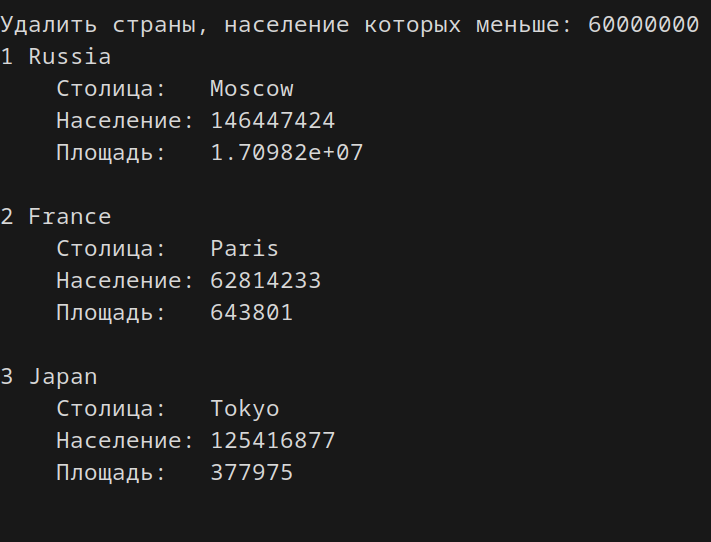 Удалить страны, население которых меньше: 60000000
1 Russia
Столица: Moscow
Население: 146447424
Площадь: 1.70982e+07
2 France
Столица: Paris
Население: 62814233
Площадь: 643801
3 Japan
Столица: Tokyo
Население: 125416877
Площадь: 377975